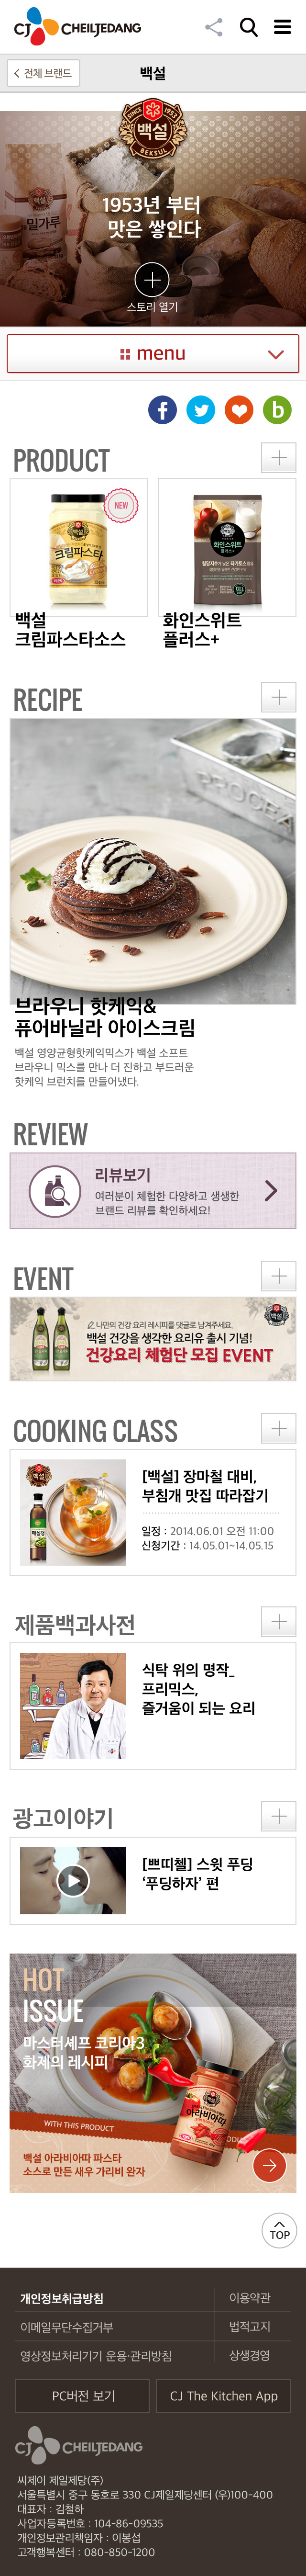 CJ CHEILJEDANG
전체 브랜드
백설
SINCE 1953
백설
BEKSUL
밀가루
1953년 부터
맛은 쌓인다
스토리 열기
menu
PRODUCT
NEW
백설
크림파스타
화인스위트
플러스+
백설
크림파스타소스
화인스위트
플러스+
RECIPE
브라우니 핫케익&
퓨어바닐라 아이스크림
백설 영양균형핫케익믹스가 백설 소프트
브라우니 믹스를 만나 더 진하고 부드러운
핫케익 브런치를 만들어냈다.
REVIEW
리뷰보기
여러분이 체험한 다양하고 생생한
브랜드 리뷰를 확인하세요!
EVENT
나만의 건강 요리 레시피를 댓글로 남겨주세요.
백설 건강을 생각한 요리유 출시 기념!
건강요리 체험단 모집 EVENT
백설
COOKING CLASS
백설
매실청
[백설] 장마철 대비,
부침개 맛집 따라잡기
일정 : 2014.06.01 오전 11:00
신청기간 : 14.05.01~14.05.15
제품백과사전
식탁 위의 명작_
프리믹스,
즐거움이 되는 요리
광고이야기
[쁘띠첼] 스윗 푸딩
‘푸딩하자’ 편
HOT
ISSUE
마스터셰프 코리아3
화제의 레시피
WITH THIS PRODUCT
아라비아따
백설 아라비아따 파스타
소스로 만든 새우 가리비 완자
TOP
개인정보취급방침
이용약관
이메일무단수집거부
법적고지
영상정보처리기기 운용·관리방침
상생경영
PC버전 보기
CJ The Kitchen App
CJ CHEILJEDANG
씨제이 제일제당(주)
서울특별시 중구 동호로 330 CJ제일제당센터 (우)100-400
대표자 : 김철하
사업자등록번호 : 104-86-09535
개인정보관리책임자 : 이봉섭
고객행복센터 : 080-850-1200